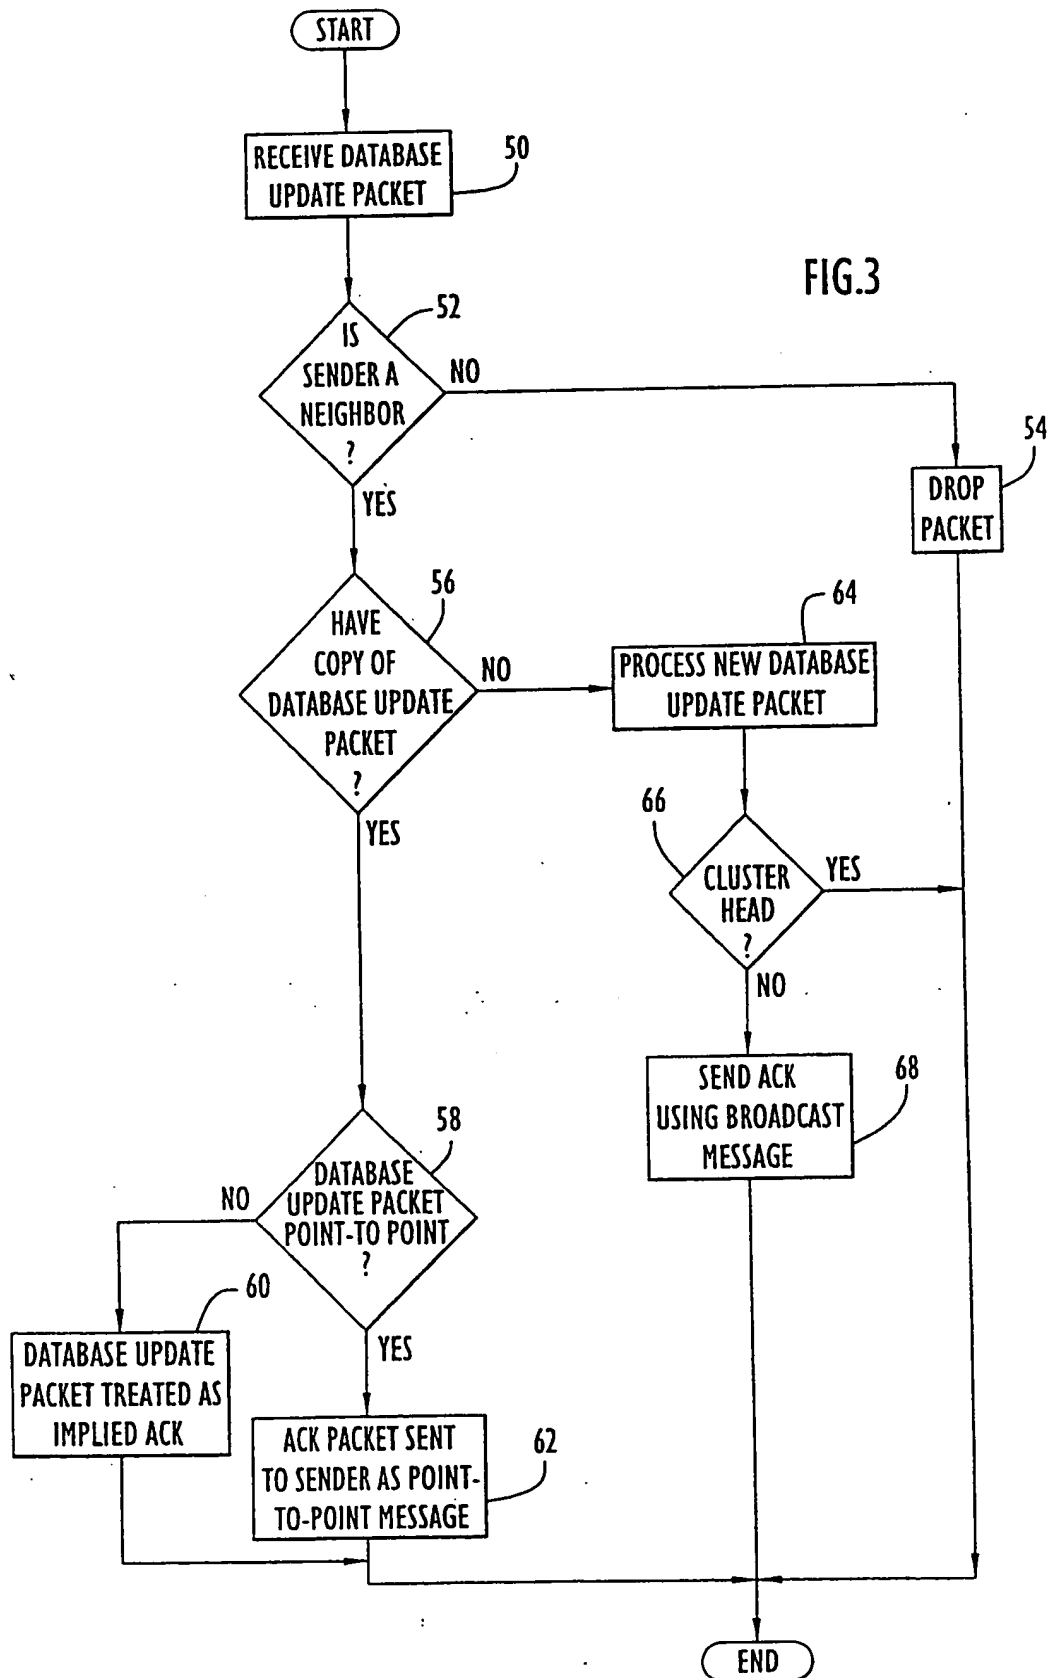 START
RECEIVE DATABASE
UPDATE PACKET
50
FIG.3
52
IS
SENDER A
NEIGHBOR
?
NO
YES
54
DROP
PACKET
56
HAVE
COPY OF
DATABASE UPDATE
PACKET
?
NO
YES
64
PROCESS NEW DATABASE
UPDATE PACKET
66
CLUSTER
HEAD
?
YES
NO
68
SEND ACK
USING BROADCAST
MESSAGE
58
DATABASE
UPDATE PACKET
POINT-TO POINT
?
NO
YES
60
DATABASE UPDATE
PACKET TREATED AS
IMPLIED ACK
62
ACK PACKET SENT
TO SENDER AS POINT-
TO-POINT MESSAGE
END